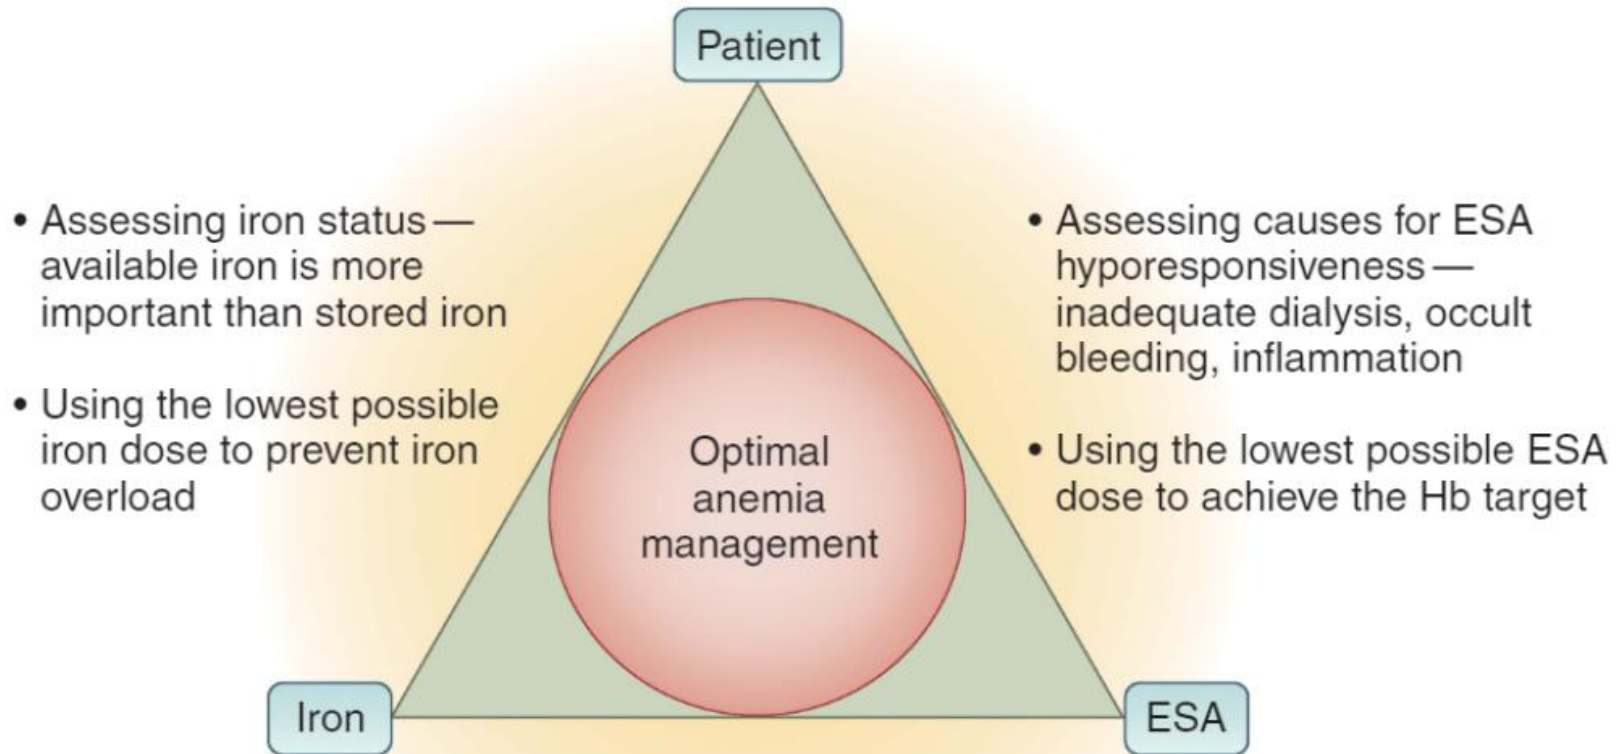 Patient
• Assessing iron status—
available iron is more
important than stored iron
• Using the lowest possible
iron dose to prevent iron
overload
• Assessing causes for ESA
hyporesponsiveness—
inadequate dialysis, occult
bleeding, inflammation
• Using the lowest possible ESA
dose to achieve the Hb target
Optimal
anemia
management
Iron
ESA